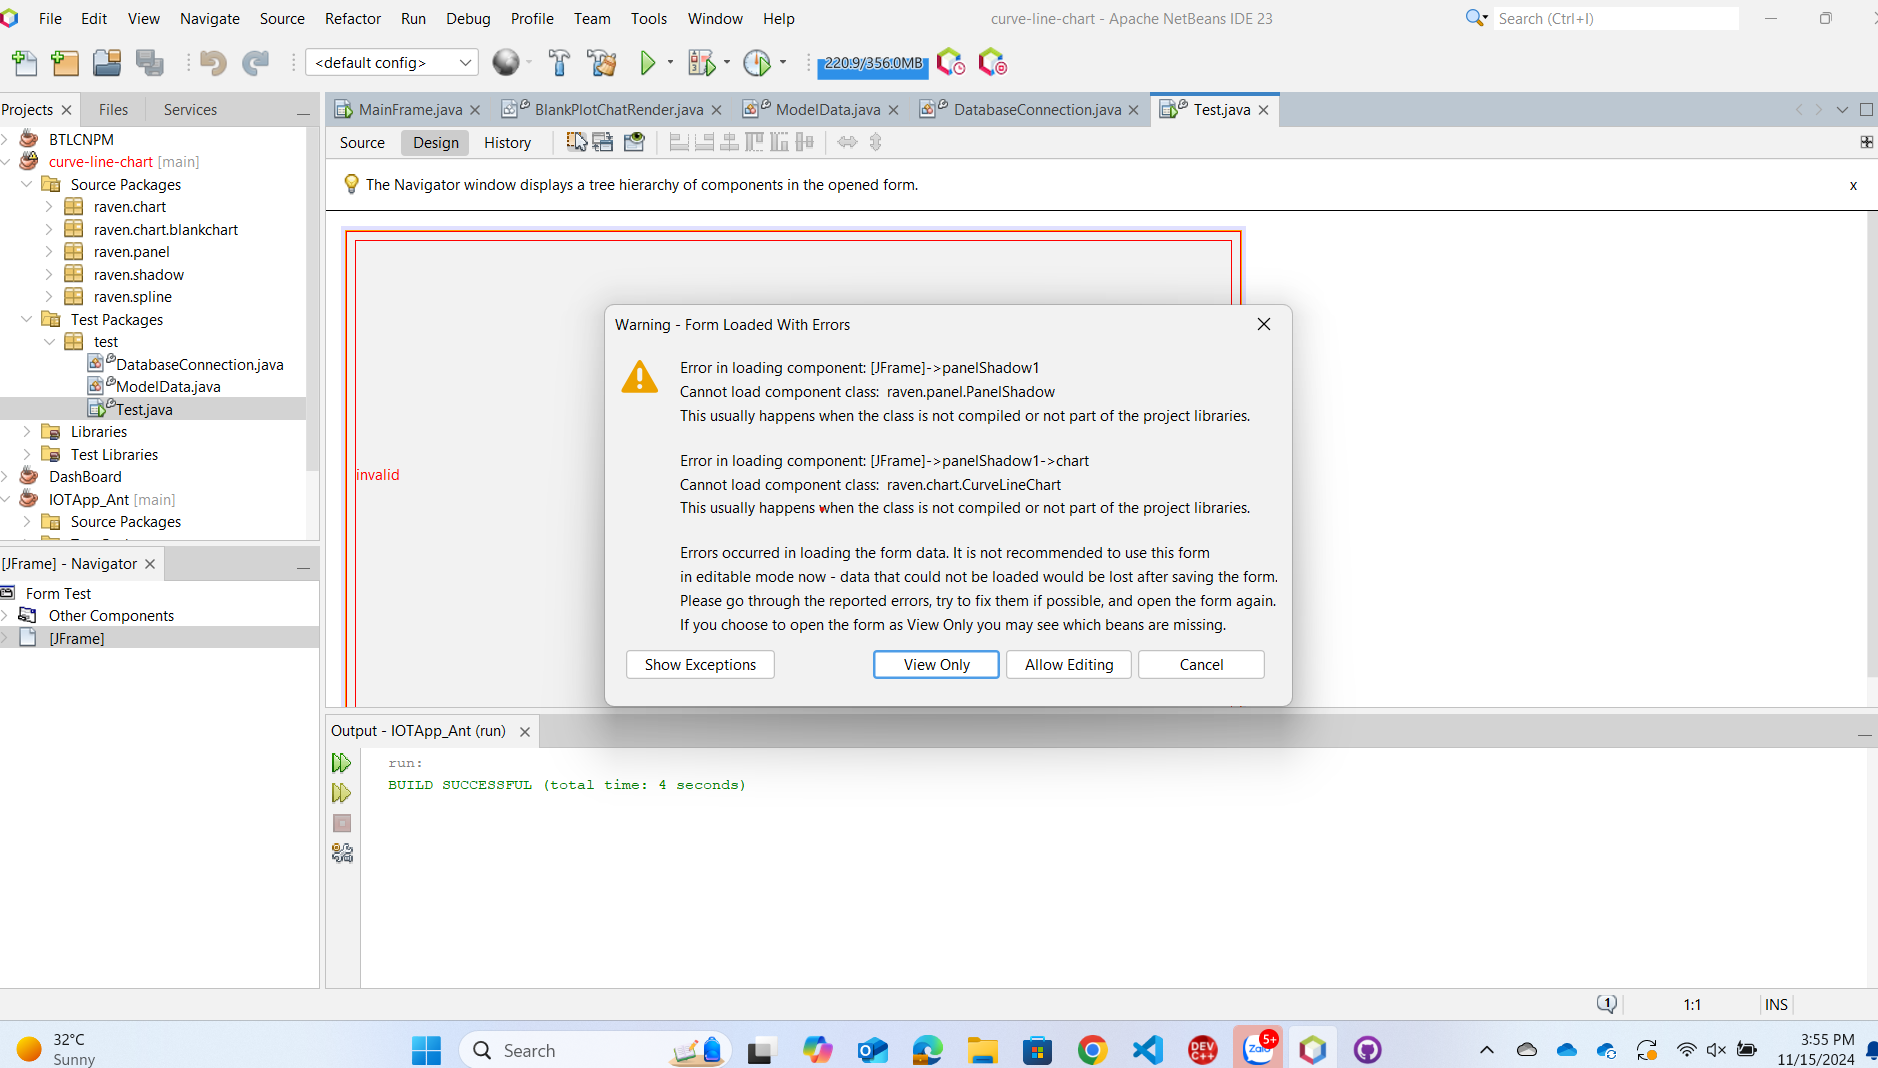 File Edit View Navigate Source Refactor Run Debug Profile Team Tools Window Help
curve-line-chart - Apache NetBeans IDE 23
Search (Ctrl+I)
<default config>
220.9/356.0MB
Projects Files Services
MainFrame.java BlankPlotChatRender.java ModelData.java DatabaseConnection.java Test.java
Source Design History
The Navigator window displays a tree hierarchy of components in the opened form.
x
BTLCNPM
curve-line-chart [main]
Source Packages
raven.chart
raven.chart.blankchart
raven.panel
raven.shadow
raven.spline
Test Packages
test
DatabaseConnection.java
ModelData.java
Test.java
Libraries
Test Libraries
DashBoard
IOTApp_Ant [main]
Source Packages
[JFrame] - Navigator
Form Test
Other Components
[JFrame]
invalid
Warning - Form Loaded With Errors
Error in loading component: [JFrame]->panelShadow1
Cannot load component class: raven.panel.PanelShadow
This usually happens when the class is not compiled or not part of the project libraries.
Error in loading component: [JFrame]->panelShadow1->chart
Cannot load component class: raven.chart.CurveLineChart
This usually happens when the class is not compiled or not part of the project libraries.
Errors occurred in loading the form data. It is not recommended to use this form
in editable mode now - data that could not be loaded would be lost after saving the form.
Please go through the reported errors, try to fix them if possible, and open the form again.
If you choose to open the form as View Only you may see which beans are missing.
Show Exceptions View Only Allow Editing Cancel
Output - IOTApp_Ant (run)
run:
BUILD SUCCESSFUL (total time: 4 seconds)
1
1:1
INS
32°C
Sunny
Search
DEV
C++
Zalo
5+
3:55 PM
11/15/2024